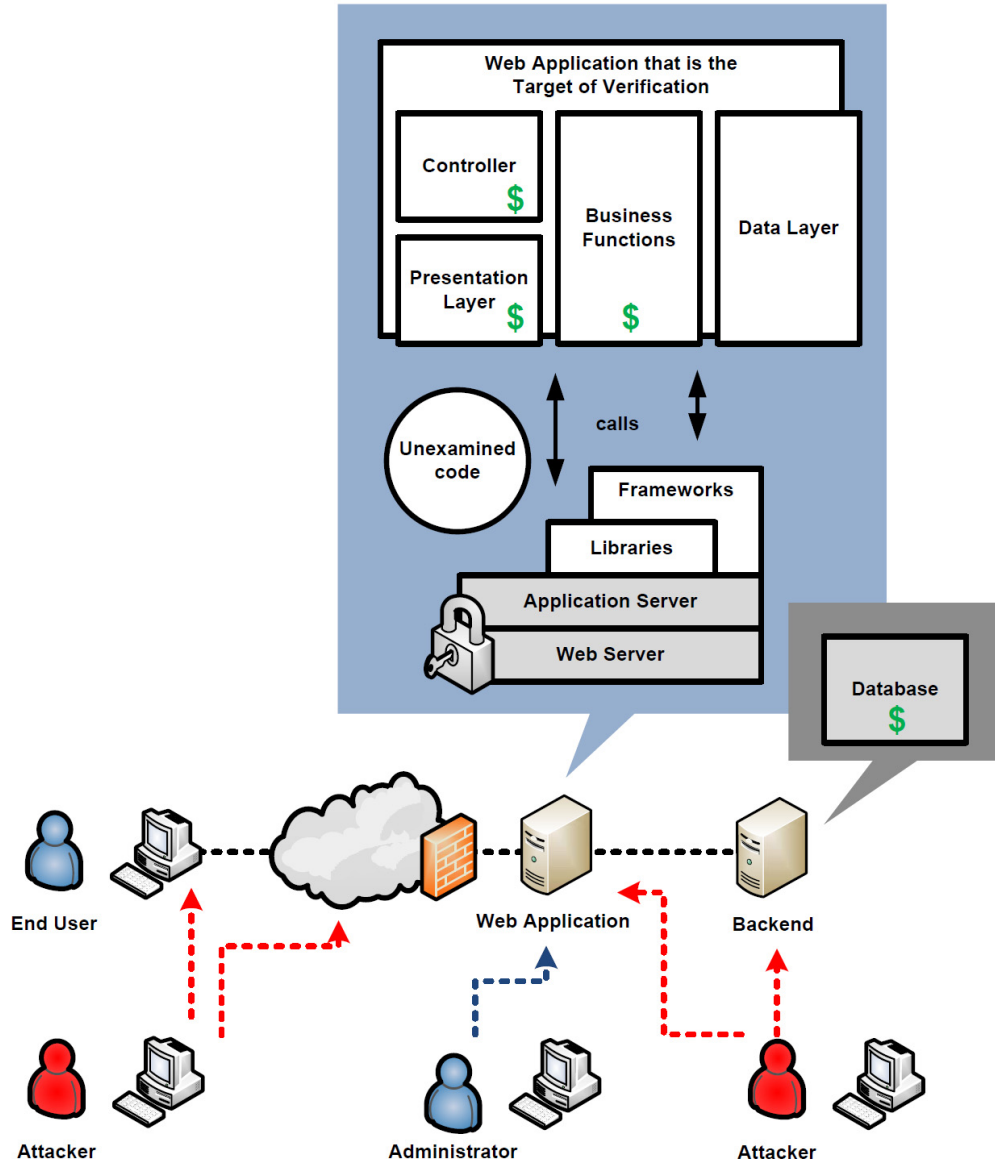 Web Application that is the
Target of Verification
Controller
$
Presentation
Layer
$
Business
Functions
$
Data Layer
Unexamined
code
calls
Frameworks
Libraries
Application Server
Web Server
Database
$
End User
Web Application
Backend
Attacker
Administrator
Attacker